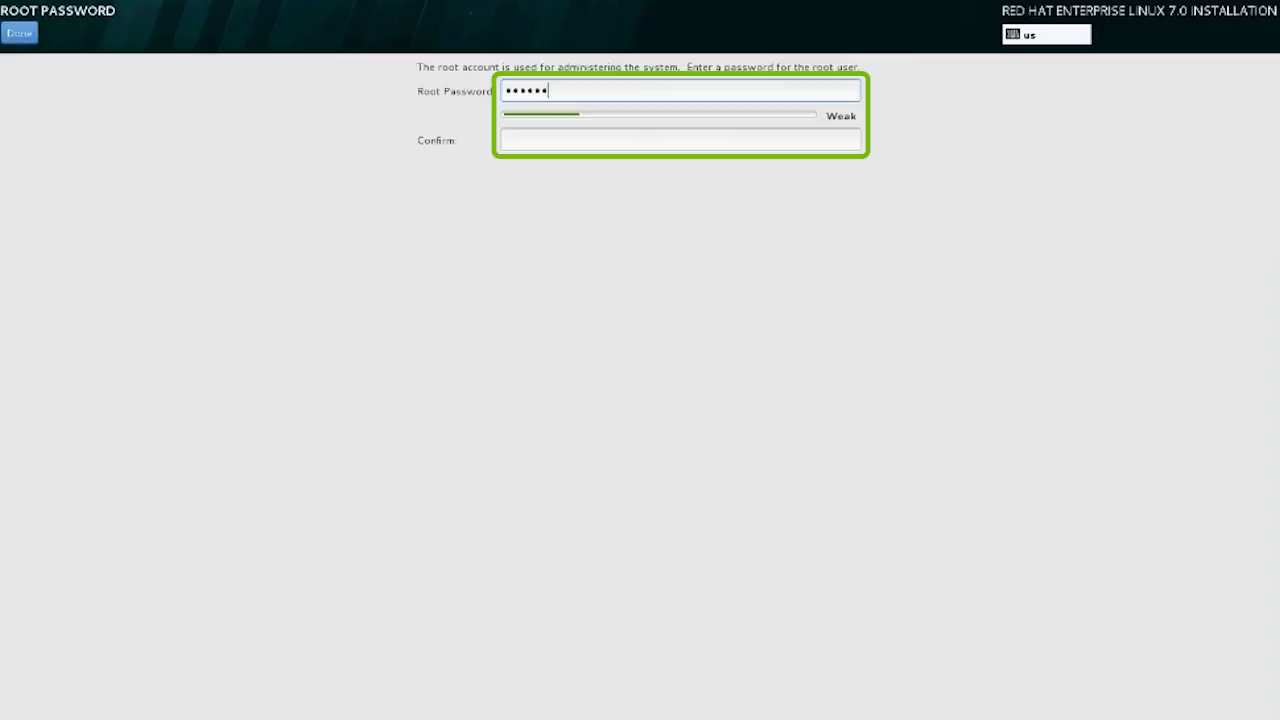 ROOT PASSWORD
RED HAT ENTERPRISE LINUX 7.0 INSTALLATION
Done
us
The root account is used for administering the system. Enter a password for the root user.
Root Password
••••••
Weak
Confirm: